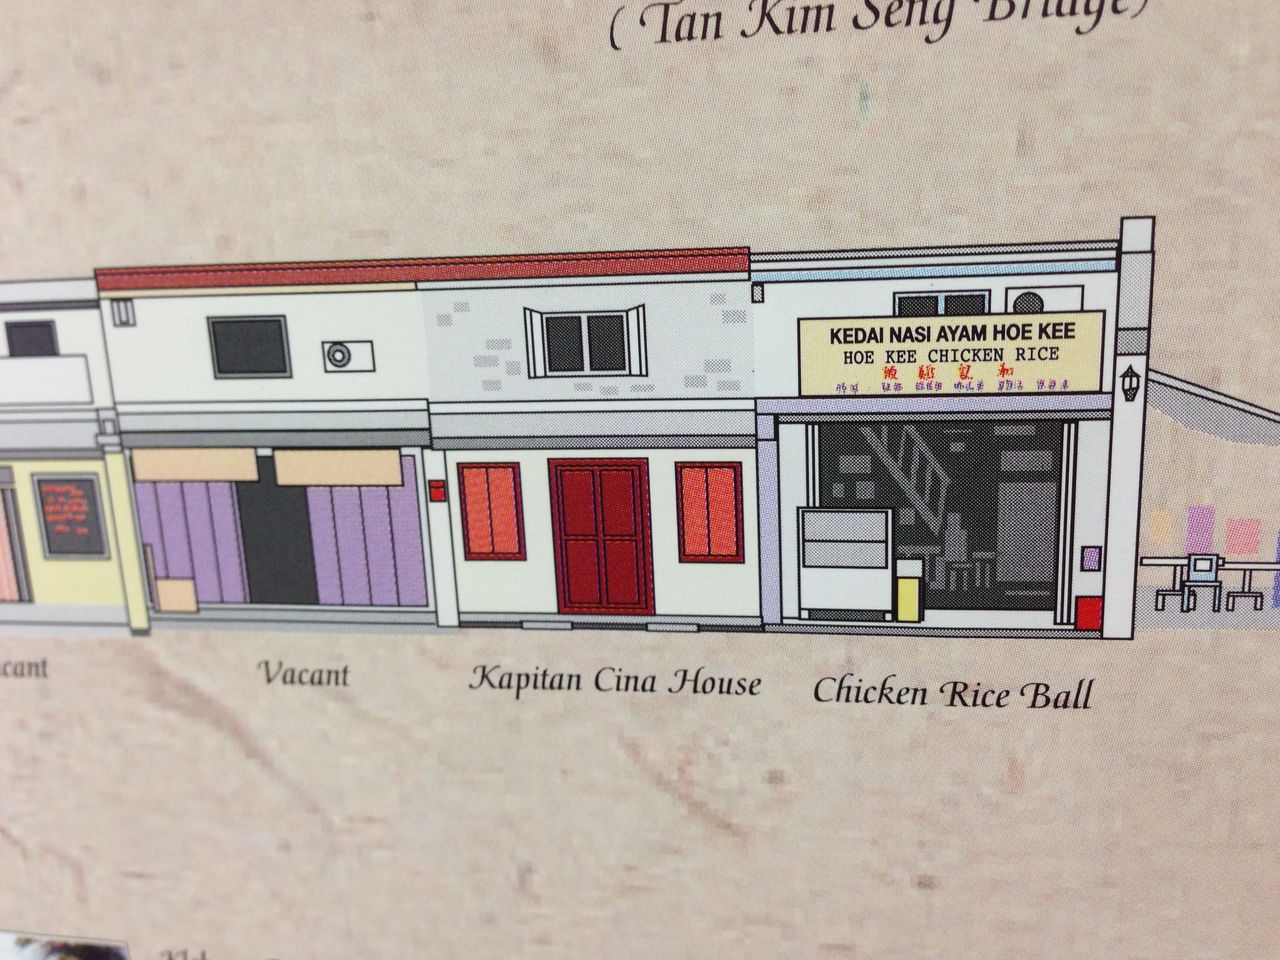 (Tan Kim Seng Bridge)
KEDAI NASI AYAM HOE KEE
HOE KEE CHICKEN RICE
Vacant
Kapitan Cina House
Chicken Rice Ball